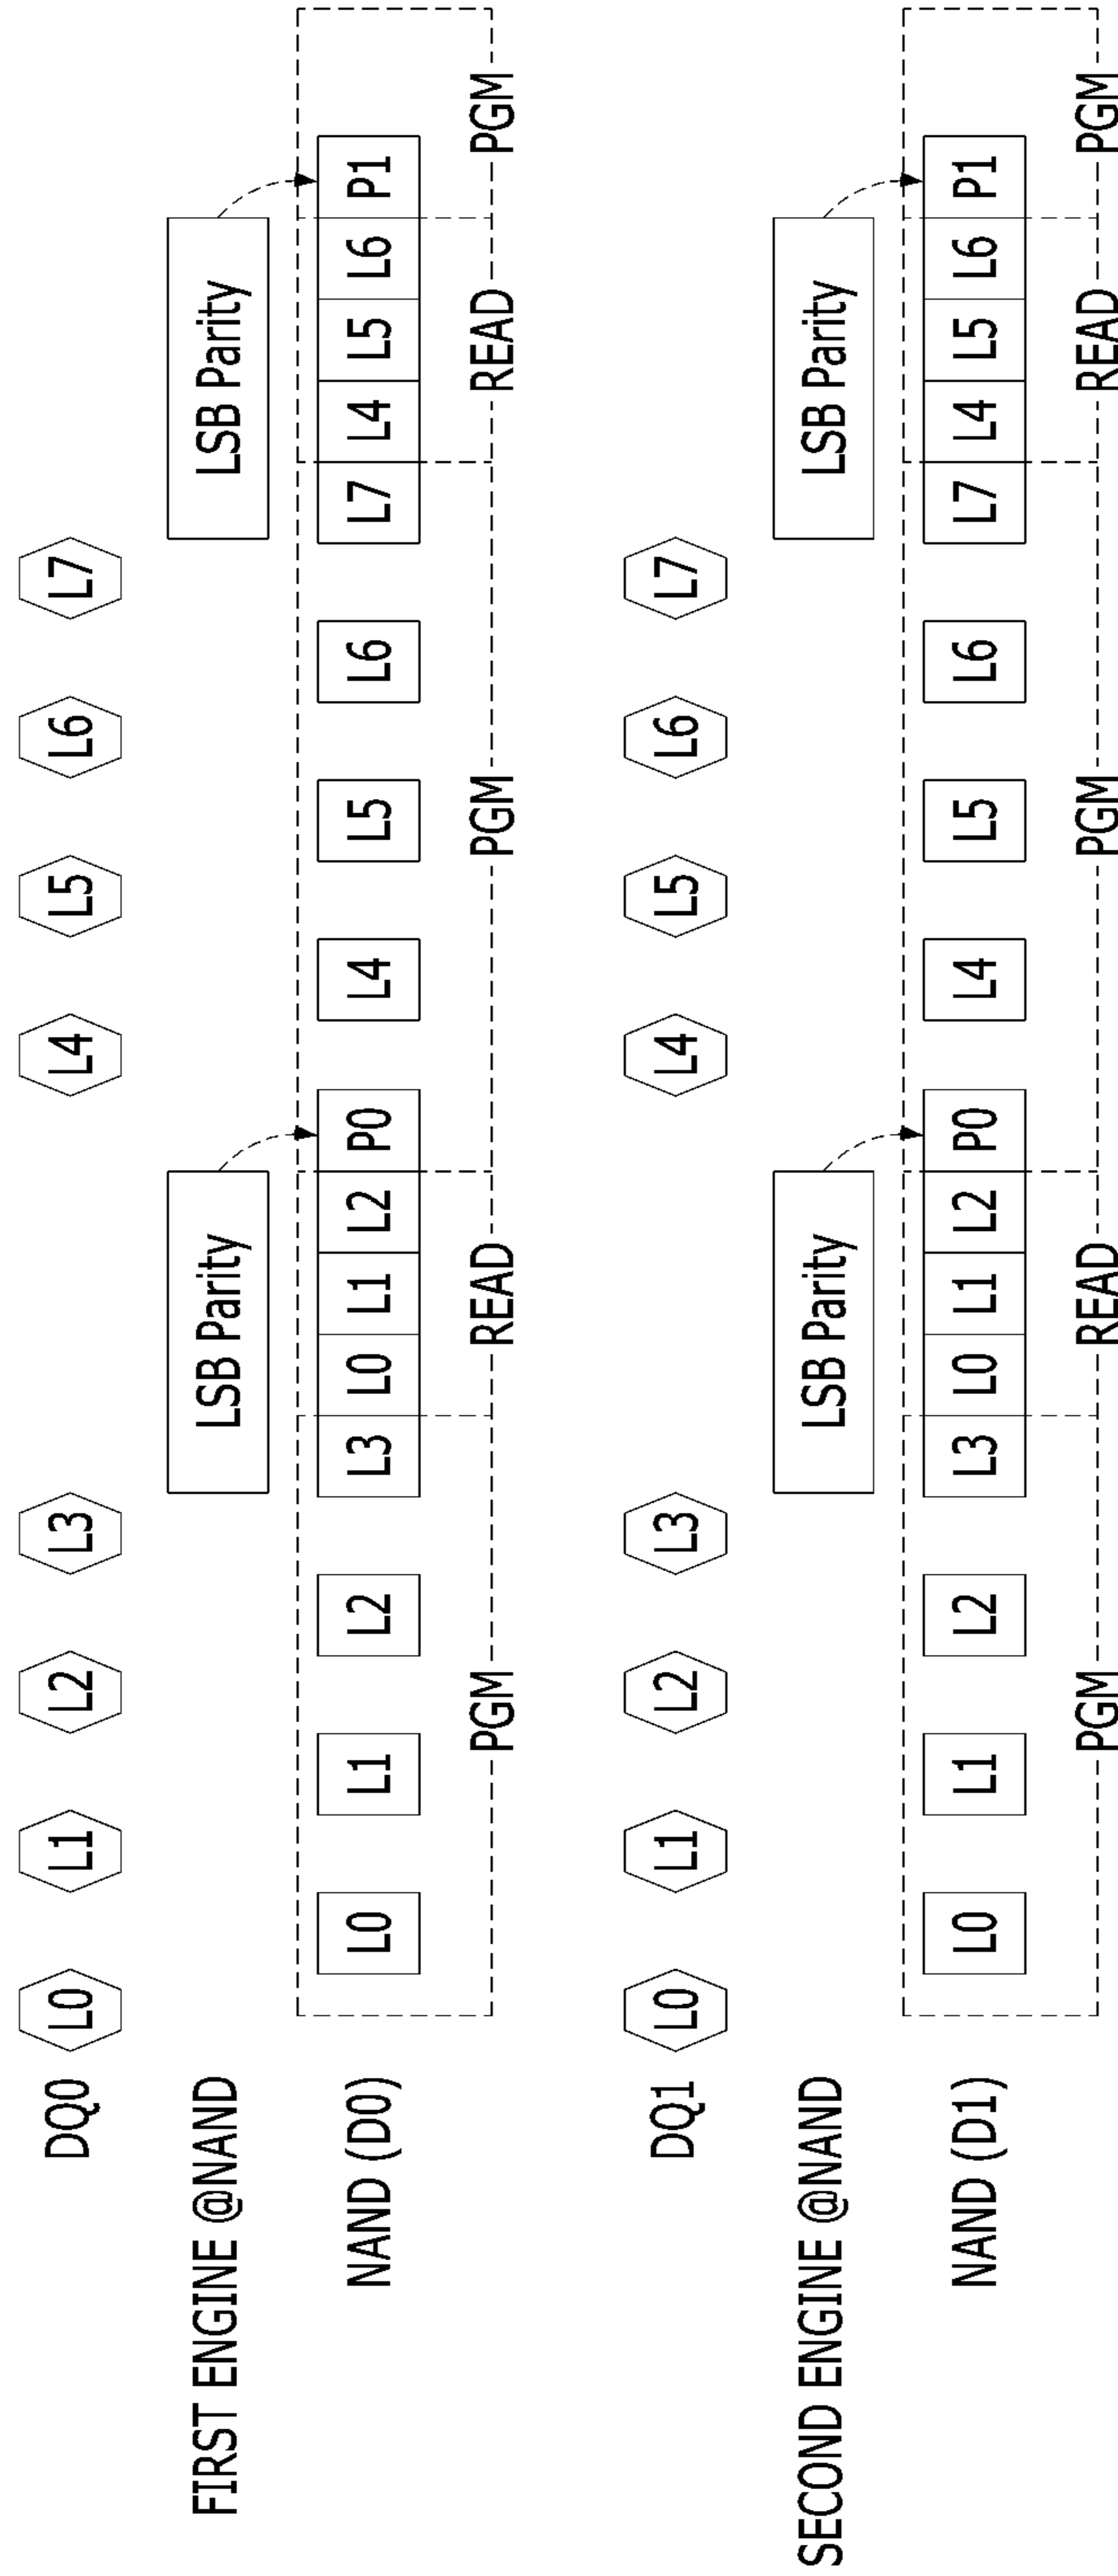 DQ0 L0 L1 L2 L3 L4 L5 L6 L7
FIRST ENGINE @NAND LSB Parity LSB Parity
NAND (D0) L0 L1 L2 L3 L0 L1 L2 P0 L4 L5 L6 L7 L4 L5 L6 P1
PGM READ PGM READ PGM
DQ1 L0 L1 L2 L3 L4 L5 L6 L7
SECOND ENGINE @NAND LSB Parity LSB Parity
NAND (D1) L0 L1 L2 L3 L0 L1 L2 P0 L4 L5 L6 L7 L4 L5 L6 P1
PGM READ PGM READ PGM